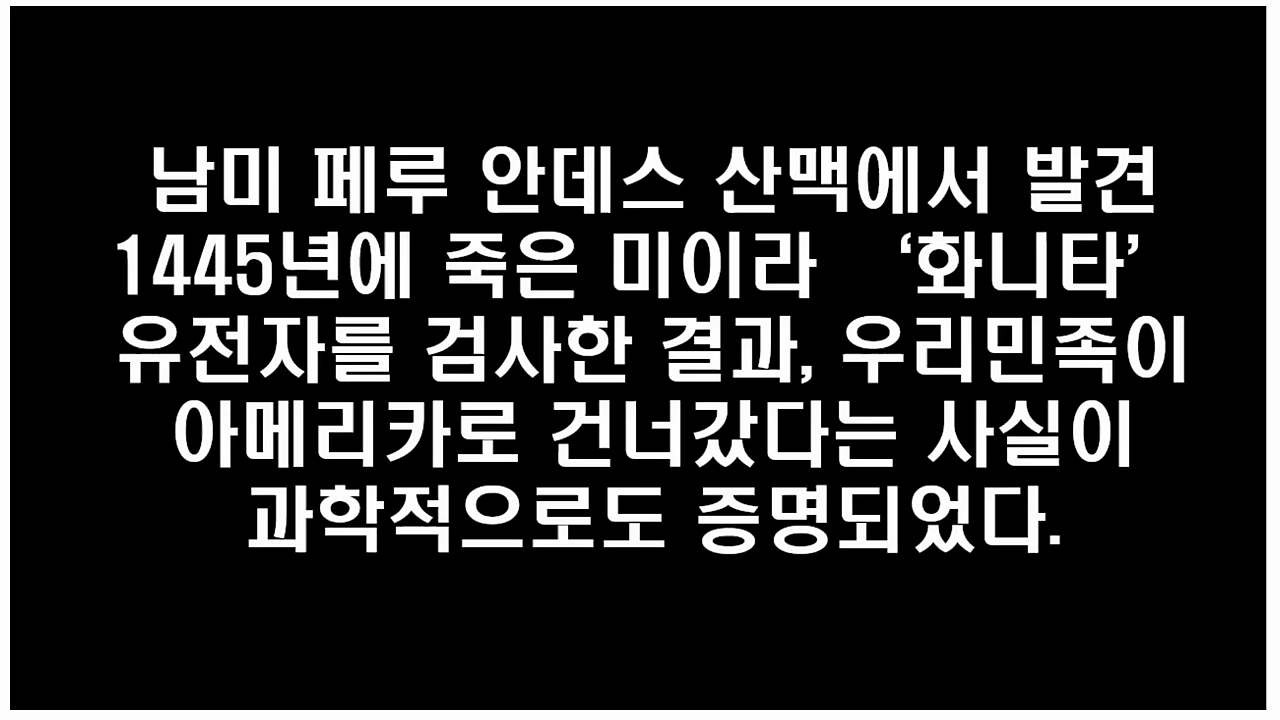 남미 페루 안데스 산맥에서 발견
1445년에 죽은 미이라 ‘화니타’
유전자를 검사한 결과, 우리민족이
아메리카로 건너갔다는 사실이
과학적으로도 증명되었다.